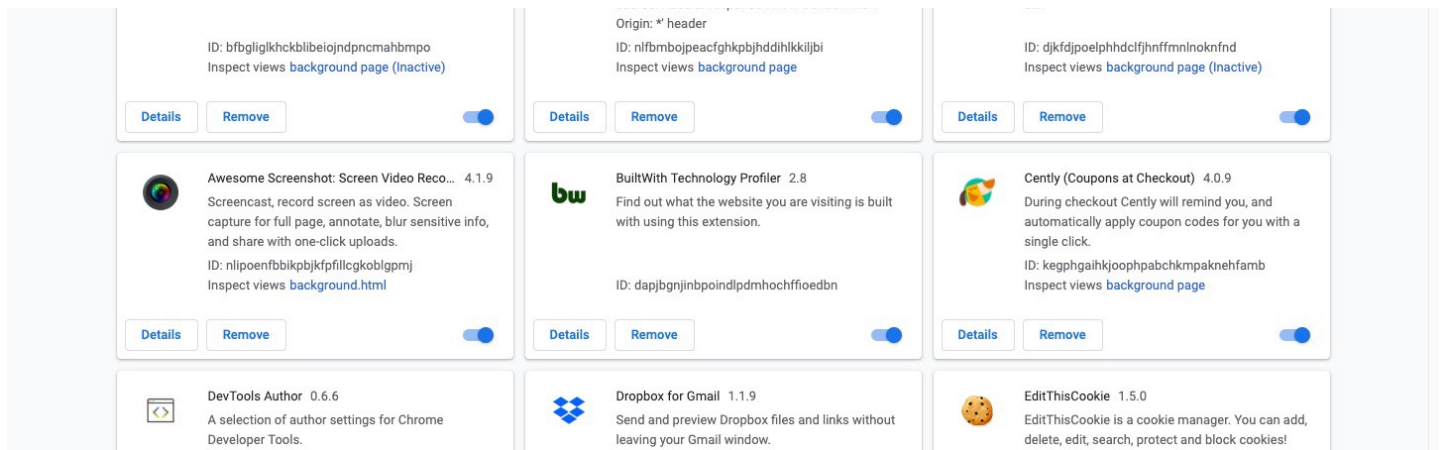 Origin: *' header
ID: bfbgliglkhckblibeiojndpncmahbmpo
Inspect views background page (Inactive)
Details Remove
ID: nlfbmbojpeacfghkpbjhddihlkkiljbi
Inspect views background page
Details Remove
ID: djkfdjpoelphhdclfjhnffmnlnoknfnd
Inspect views background page (Inactive)
Details Remove
Awesome Screenshot: Screen Video Reco... 4.1.9
Screencast, record screen as video. Screen
capture for full page, annotate, blur sensitive info,
and share with one-click uploads.
ID: nlipoenfbbikpbjkfpfillcgkoblgpmj
Inspect views background.html
Details Remove
bw
BuiltWith Technology Profiler 2.8
Find out what the website you are visiting is built
with using this extension.
ID: dapjbgnjinbpoindlpdmhochffioedbn
Details Remove
Cently (Coupons at Checkout) 4.0.9
During checkout Cently will remind you, and
automatically apply coupon codes for you with a
single click.
ID: kegphgaihkjoophpabchkmpaknehfamb
Inspect views background page
Details Remove
DevTools Author 0.6.6
A selection of author settings for Chrome
Developer Tools.
Dropbox for Gmail 1.1.9
Send and preview Dropbox files and links without
leaving your Gmail window.
EditThisCookie 1.5.0
EditThisCookie is a cookie manager. You can add,
delete, edit, search, protect and block cookies!